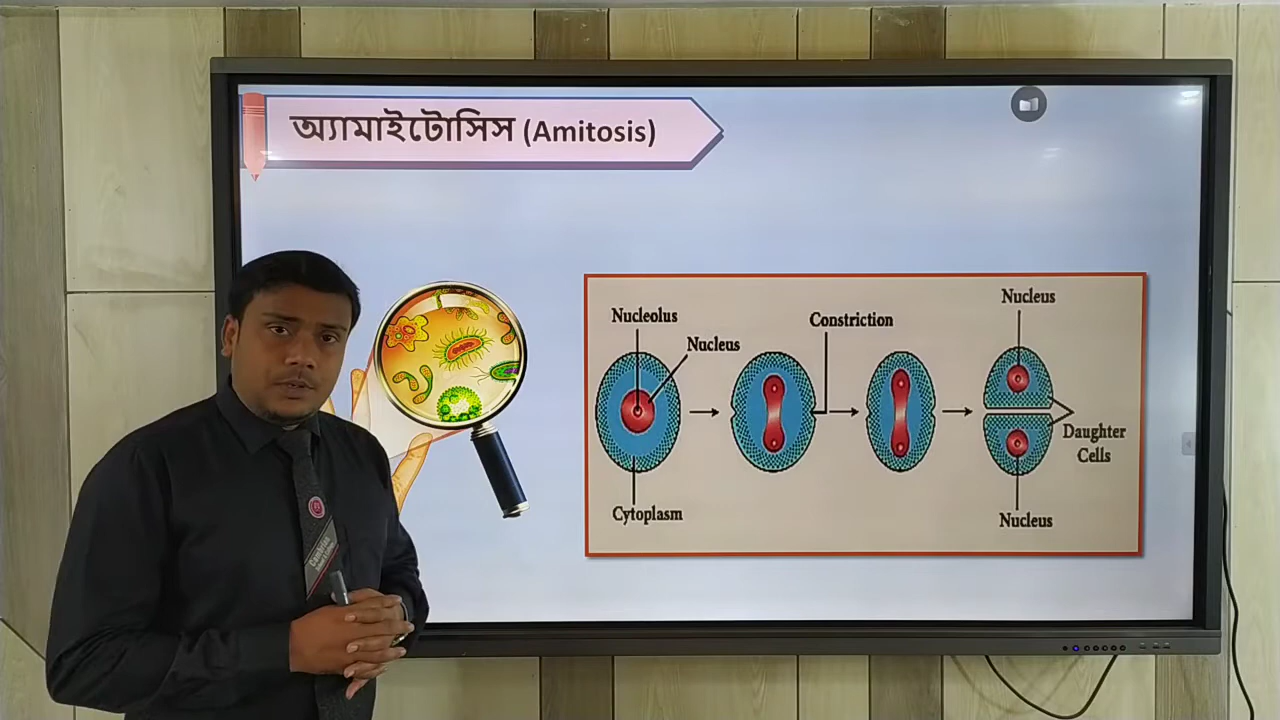 অ্যামাইটোসিস (Amitosis)
Nucleolus
Nucleus
Cytoplasm
Constriction
Nucleus
Daughter
Cells
Nucleus